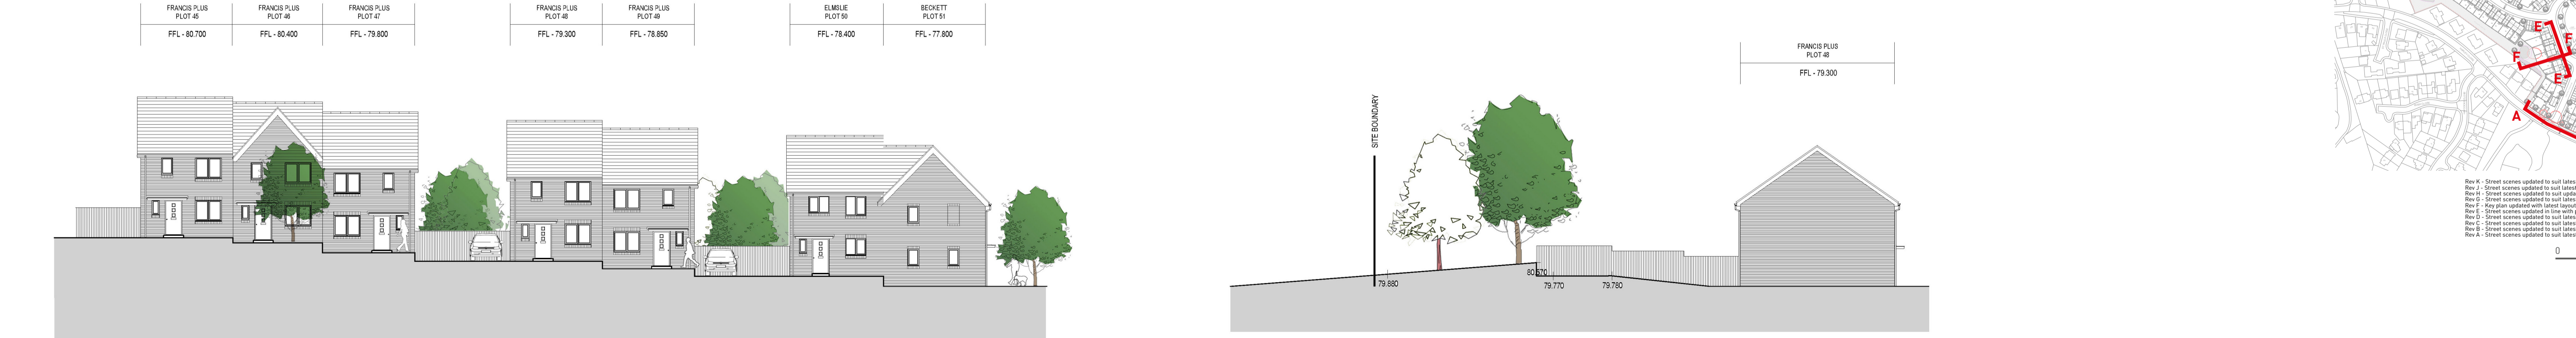 FRANCIS PLUS
PLOT 45
FFL - 80.700
FRANCIS PLUS
PLOT 46
FFL - 80.400
FRANCIS PLUS
PLOT 47
FFL - 79.800
FRANCIS PLUS
PLOT 48
FFL - 79.300
FRANCIS PLUS
PLOT 49
FFL - 78.850
ELMSLIE
PLOT 50
FFL - 78.400
BECKETT
PLOT 51
FFL - 77.800
SITE BOUNDARY
79.880
80.570
79.770
79.780
FRANCIS PLUS
PLOT 48
FFL - 79.300
E
F
F
E
A
Rev K - Street scenes updated to suit lates
Rev J - Street scenes updated to suit latest
Rev H - Street scenes updated to suit upda
Rev G - Street scenes updated to suit lates
Rev F - Key plan updated with latest layout
Rev E - Street scenes updated in line with p
Rev D - Street scenes updated to suit lates
Rev C - Street scenes updated to suit lates
Rev B - Street scenes updated to suit lates
Rev A - Street scenes updated to suit latest
0